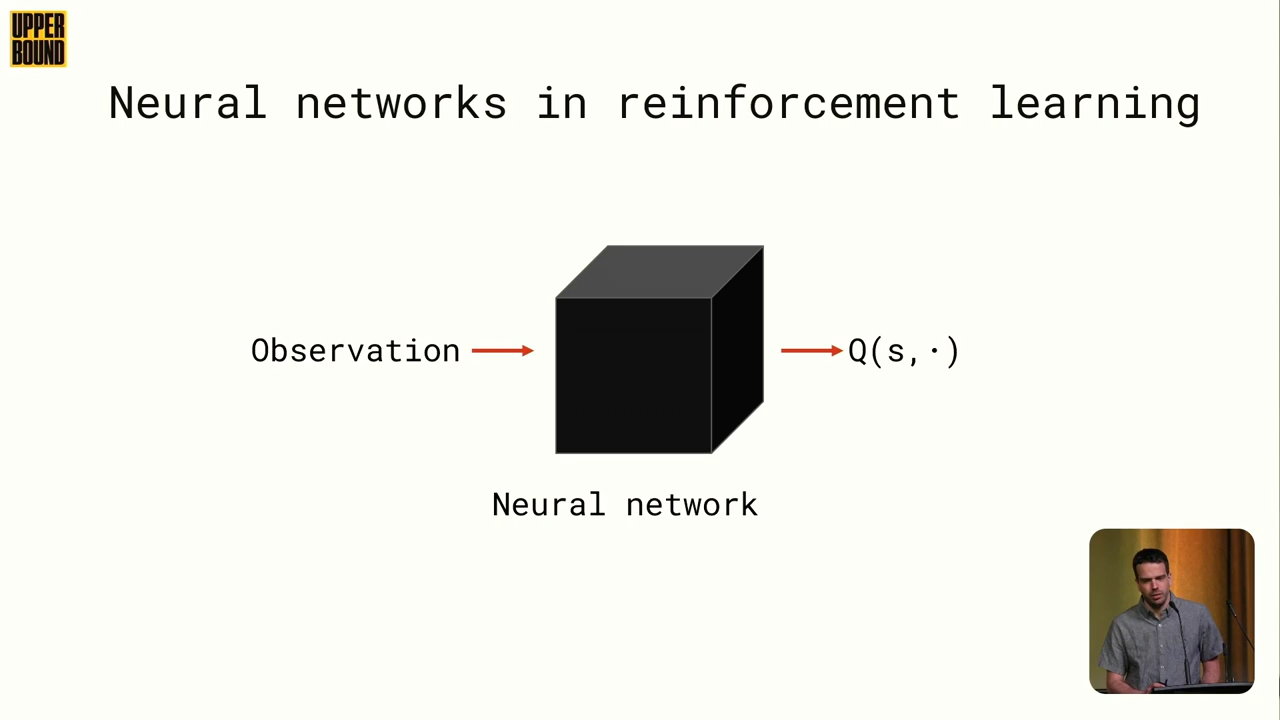 UPPER
BOUND
Neural networks in reinforcement learning
Observation
Q(s,·)
Neural network